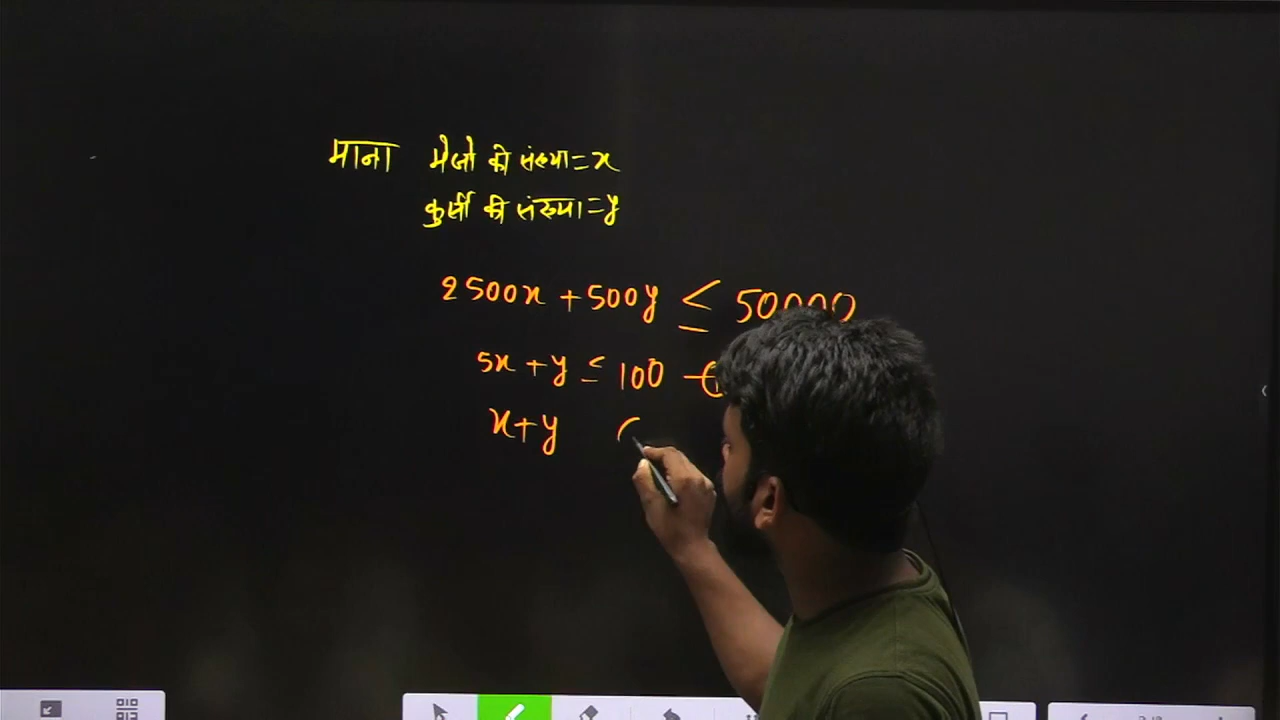 माना मेजो की संख्या = x
कुर्सी की संख्या = y
2500x + 500y ≤ 50000
5x + y ≤ 100 –(
x + y